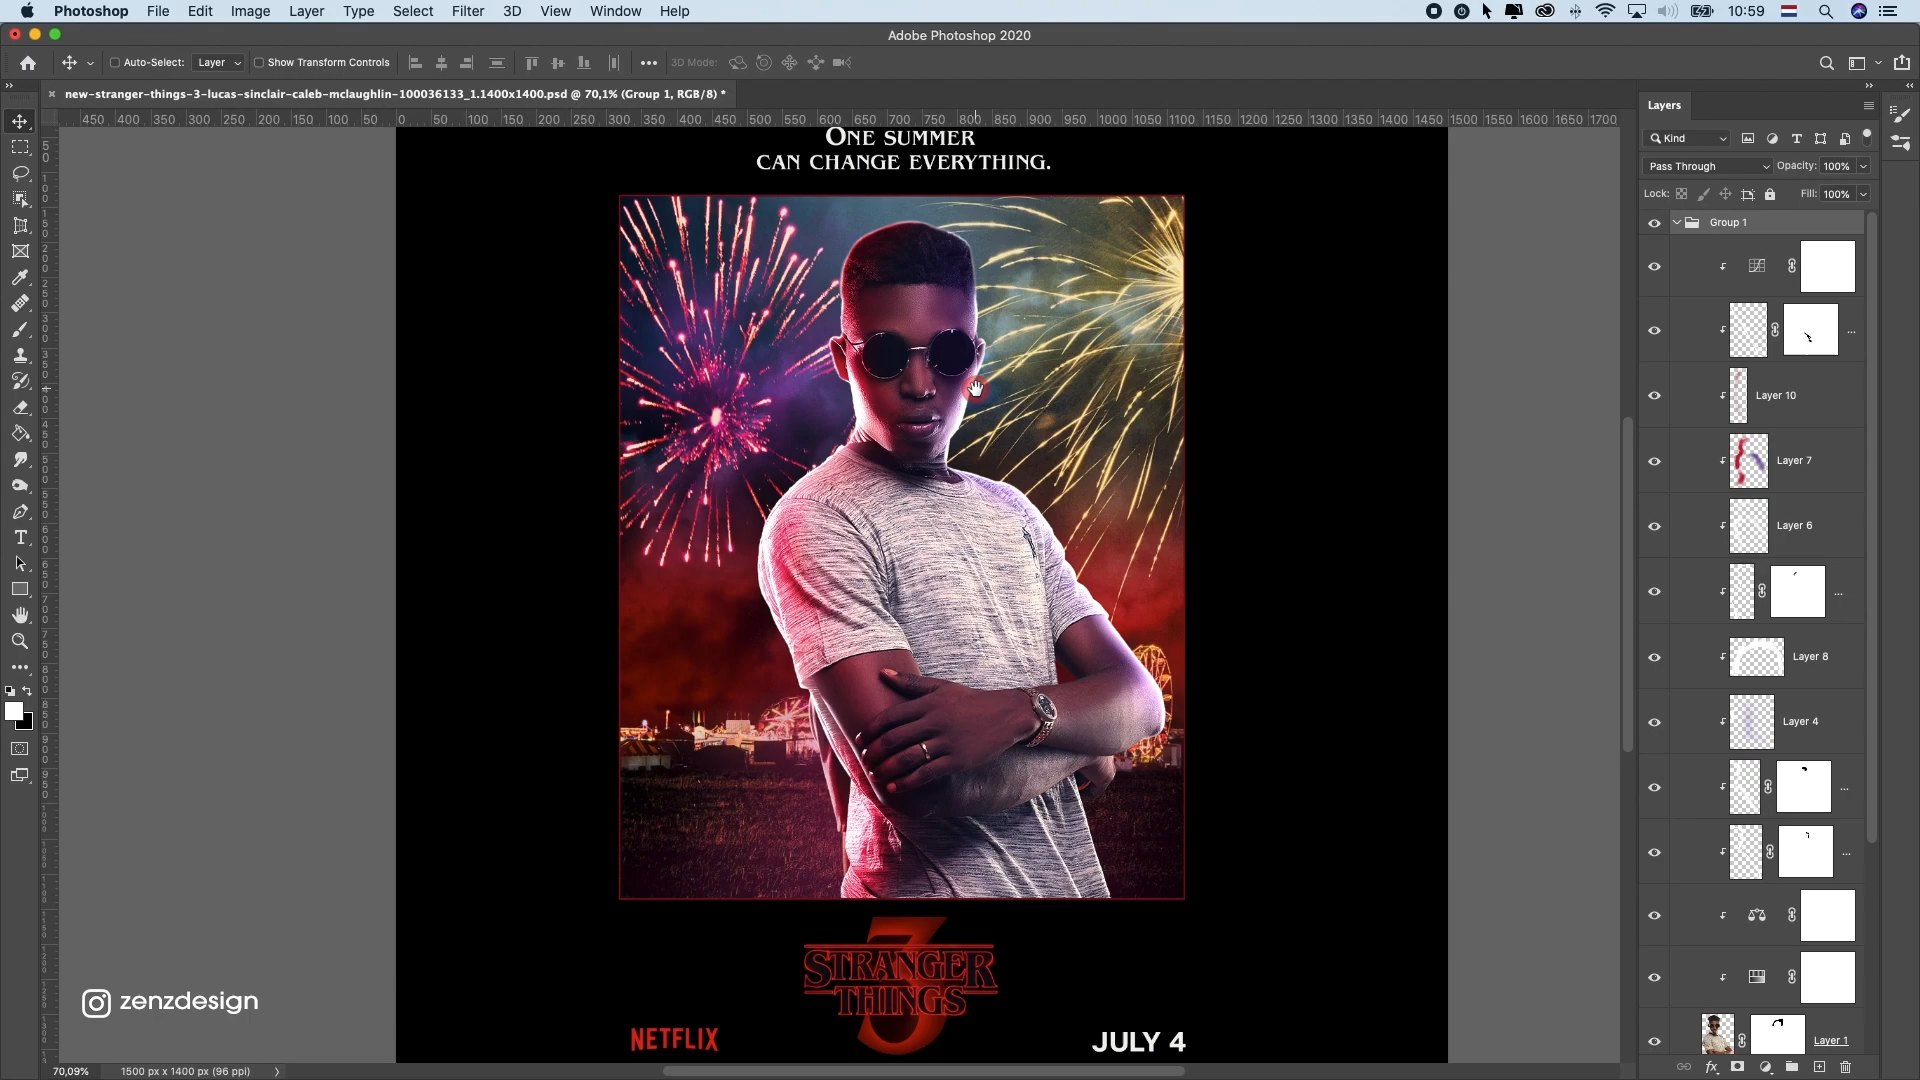 Photoshop File Edit Image Layer Type Select Filter 3D View Window Help 10:59
Adobe Photoshop 2020
Auto-Select: Layer Show Transform Controls 3D Mode:
new-stranger-things-3-lucas-sinclair-caleb-mclaughlin-100036133_1.1400x1400.psd @ 70,1% (Group 1, RGB/8) *
450 400 350 300 250 200 150 100 50 0 50 100 150 200 250 300 350 400 450 500 550 600 650 700 750 800 850 900 950 1000 1050 1100 1150 1200 1250 1300 1350 1400 1450 1500 1550 1600 1650 1700
Layers
Kind
Pass Through Opacity: 100%
Lock: Fill: 100%
Group 1
Layer 10
Layer 7
Layer 6
Layer 8
Layer 4
Layer 1
One summer
can change everything.
3
STRANGER
THINGS
NETFLIX
JULY 4
zenzdesign
70,09% 1500 px x 1400 px (96 ppi)